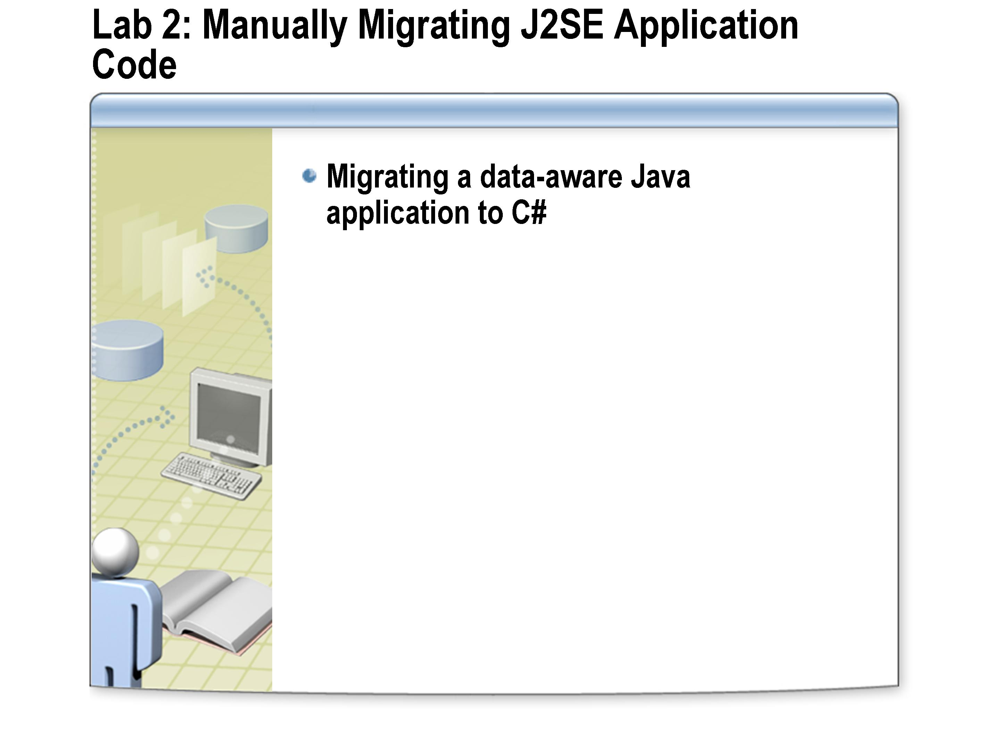 Lab 2: Manually Migrating J2SE Application
Code
Migrating a data-aware Java
application to C#